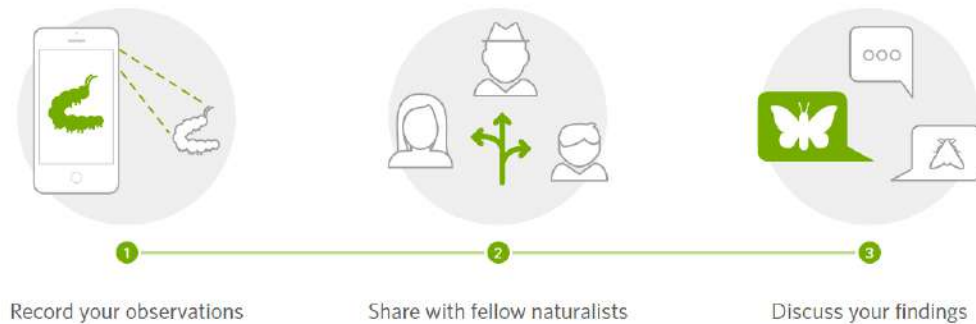 1
2
3
Record your observations
Share with fellow naturalists
Discuss your findings